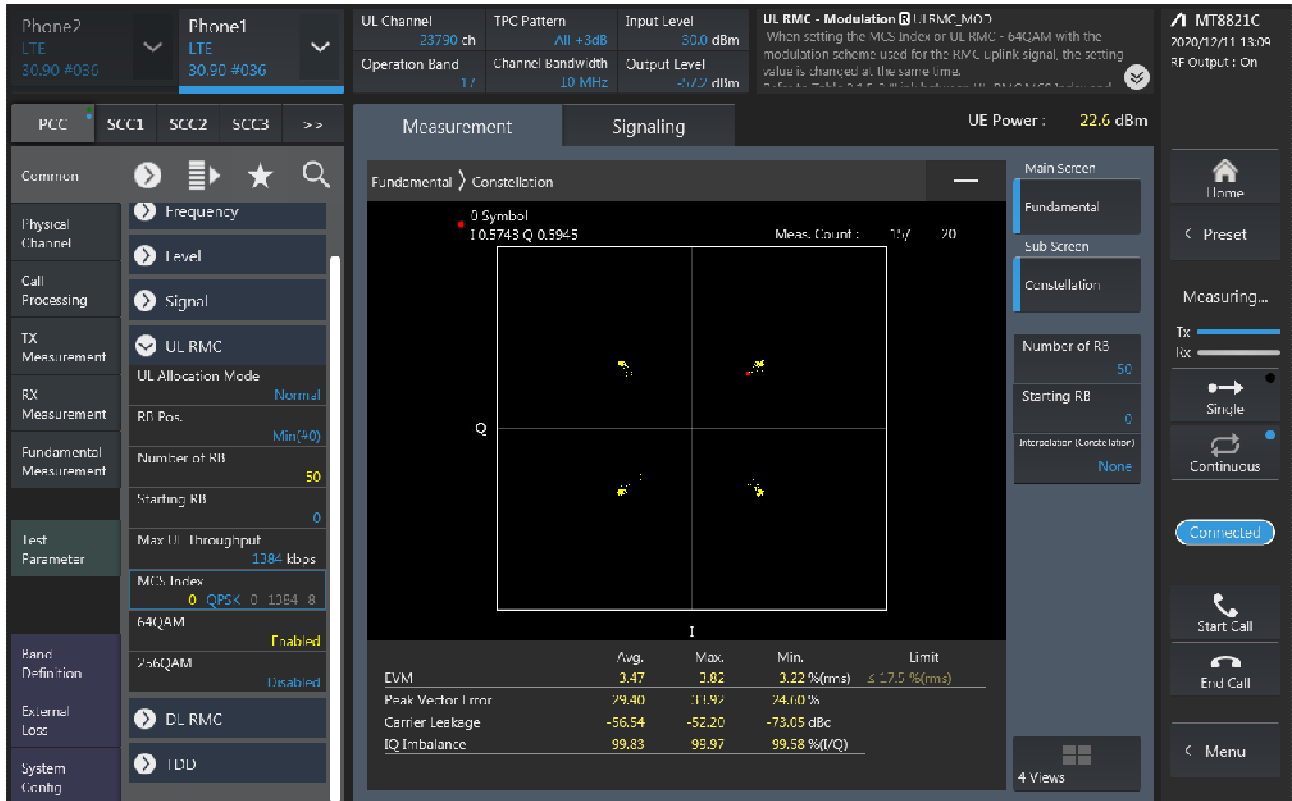 Phone2
LTE
30.90 #036
Phone1
LTE
30.90 #036
UL Channel
23790 ch
TPC Pattern
All +3dB
Input Level
30.0 dBm
Operation Band
17
Channel Bandwidth
10 MHz
Output Level
-57.2 dBm
UL RMC - Modulation R ULRMC_MOD
When setting the MCS Index or UL RMC - 64QAM with the
modulation scheme used for the RMC uplink signal, the setting
value is changed at the same time.
MT8821C
2020/12/11 13:09
RF Output : On
PCC
SCC1
SCC2
SCC3
>>
Measurement
Signaling
UE Power : 22.6 dBm
Common
Physical
Channel
Call
Processing
TX
Measurement
RX
Measurement
Fundamental
Measurement
Test
Parameter
Band
Definition
External
Loss
System
Config
Frequency
Level
Signal
UL RMC
UL Allocation Mode
Normal
RB Pos.
Min(#0)
Number of RB
50
Starting RB
0
Max UL Throughput
1384 kbps
MCS Index
0 QPSK 0 1384 8
64QAM
Enabled
256QAM
Disabled
DL RMC
TDD
Fundamental > Constellation
0 Symbol
I 0.5743 Q 0.5945
Meas. Count : 15/ 20
Q
I
Avg. Max. Min. Limit
EVM 3.47 3.82 3.22 %(rms) ≤ 17.5 %(rms)
Peak Vector Error 29.40 33.92 24.60 %
Carrier Leakage -56.54 -52.20 -73.05 dBc
IQ Imbalance 99.83 99.97 99.58 %(I/Q)
Main Screen
Fundamental
Sub Screen
Constellation
Number of RB
50
Starting RB
0
Interpolation (Constellation)
None
4 Views
Home
< Preset
Measuring...
Tx
Rx
Single
Continuous
Connected
Start Call
End Call
< Menu